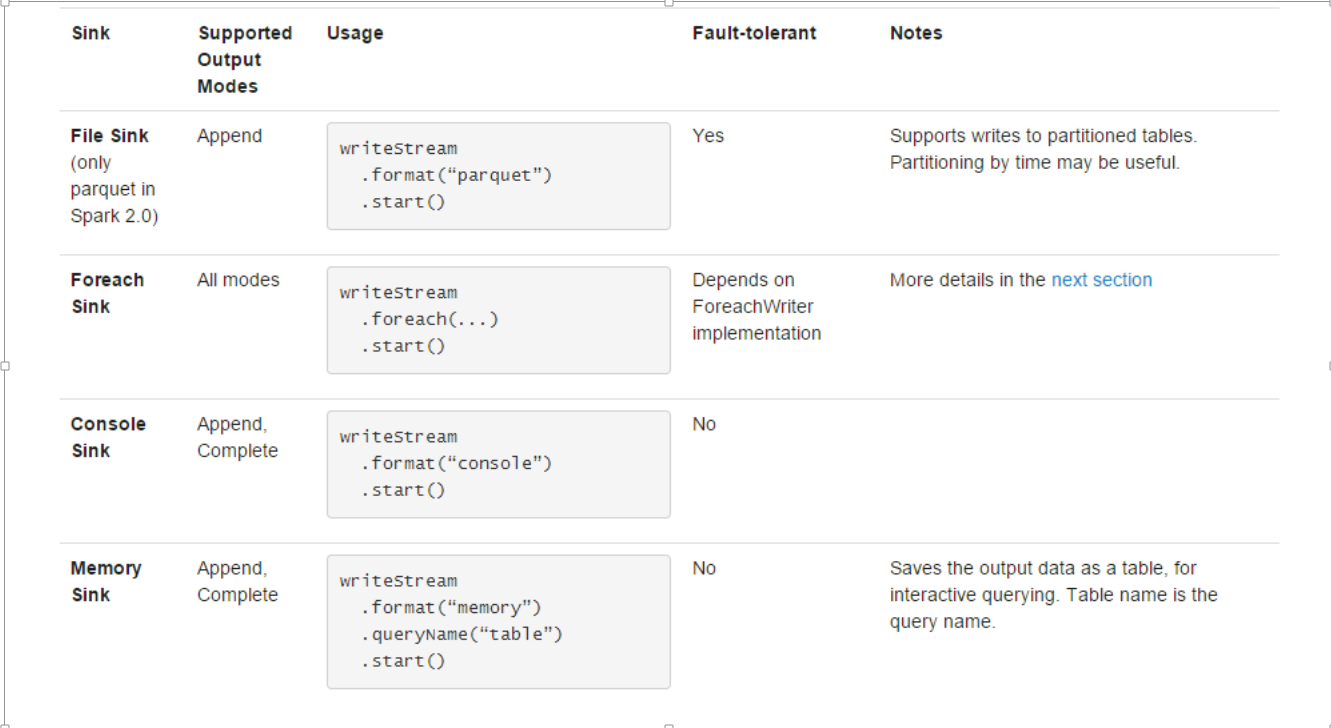 Sink Supported Output Modes Usage Fault-tolerant Notes
File Sink (only parquet in Spark 2.0)
Append
writeStream
.format(“parquet”)
.start()
Yes
Supports writes to partitioned tables.
Partitioning by time may be useful.
Foreach
Sink
All modes
writeStream
.foreach(...)
.start()
Depends on
ForeachWriter
implementation
More details in the next section
Console
Sink
Append,
Complete
writeStream
.format(“console”)
.start()
No
Memory
Sink
Append,
Complete
writeStream
.format(“memory”)
.queryName(“table”)
.start()
No
Saves the output data as a table, for
interactive querying. Table name is the
query name.